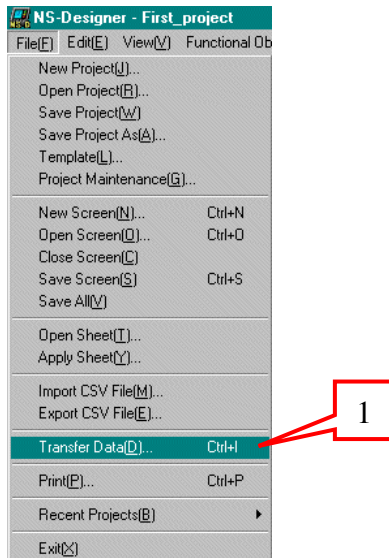 NS-Designer - First_project
File(F) Edit(E) View(V) Functional Ob
New Project(J)...
Open Project(R)...
Save Project(W)
Save Project As(A)...
Template(L)...
Project Maintenance(G)...
New Screen(N)... Ctrl+N
Open Screen(O)... Ctrl+O
Close Screen(C)
Save Screen(S) Ctrl+S
Save All(V)
Open Sheet(T)...
Apply Sheet(Y)...
Import CSV File(M)...
Export CSV File(E)...
Transfer Data(D)... Ctrl+I
1
Print(P)... Ctrl+P
Recent Projects(B)
Exit(X)